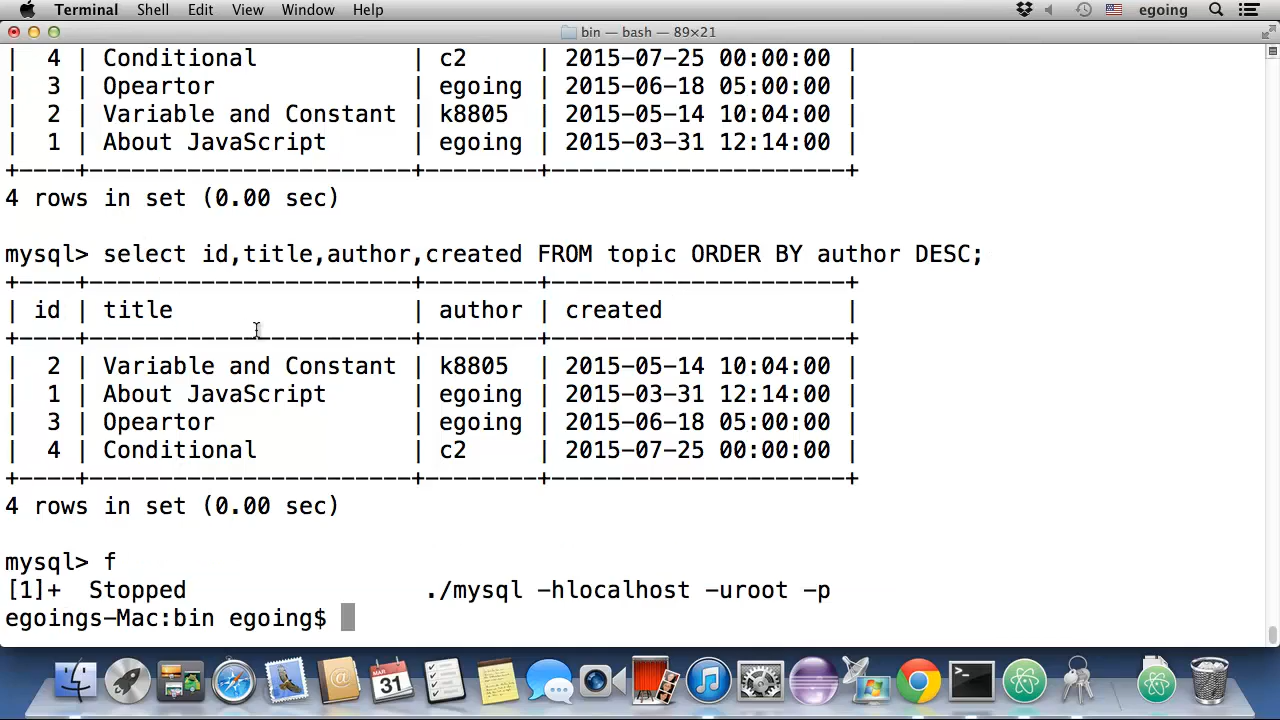 Terminal Shell Edit View Window Help egoing
bin — bash — 89×21
| 4 | Conditional | c2 | 2015-07-25 00:00:00 |
| 3 | Opeartor | egoing | 2015-06-18 05:00:00 |
| 2 | Variable and Constant | k8805 | 2015-05-14 10:04:00 |
| 1 | About JavaScript | egoing | 2015-03-31 12:14:00 |
+----+-----------------------+--------+---------------------+
4 rows in set (0.00 sec)
mysql> select id,title,author,created FROM topic ORDER BY author DESC;
+----+-----------------------+--------+---------------------+
| id | title | author | created |
+----+-----------------------+--------+---------------------+
| 2 | Variable and Constant | k8805 | 2015-05-14 10:04:00 |
| 1 | About JavaScript | egoing | 2015-03-31 12:14:00 |
| 3 | Opeartor | egoing | 2015-06-18 05:00:00 |
| 4 | Conditional | c2 | 2015-07-25 00:00:00 |
+----+-----------------------+--------+---------------------+
4 rows in set (0.00 sec)
mysql> f
[1]+ Stopped ./mysql -hlocalhost -uroot -p
egoings-Mac:bin egoing$
31